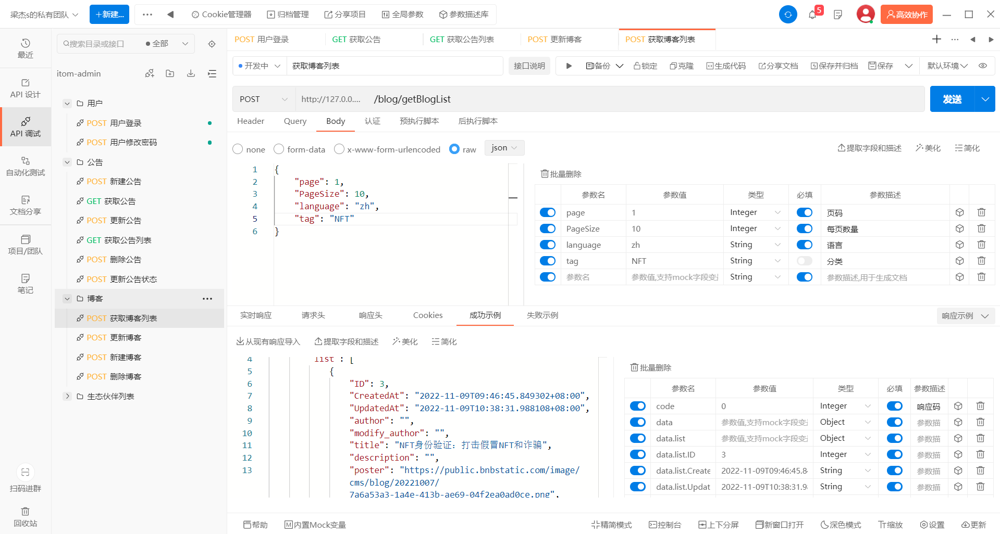 梁杰s的私有团队
+新建...
Cookie管理器
归档管理
分享项目
全局参数
参数描述库
5
高效协作
最近
API 设计
API 调试
自动化测试
文档分享
项目/团队
笔记
扫码进群
回收站
搜索目录或接口
全部
itom-admin
用户
POST 用户登录
POST 用户修改密码
公告
POST 新建公告
GET 获取公告
POST 更新公告
GET 获取公告列表
POST 删除公告
POST 更新公告状态
博客
POST 获取博客列表
POST 更新博客
POST 新建博客
POST 删除博客
生态伙伴列表
POST 用户登录
GET 获取公告
GET 获取公告列表
POST 更新博客
POST 获取博客列表
开发中
获取博客列表
接口说明
备份
锁定
克隆
生成代码
分享文档
保存并归档
保存
默认环境
POST
http://127.0.0....
/blog/getBlogList
发送
Header
Query
Body
认证
预执行脚本
后执行脚本
none
form-data
x-www-form-urlencoded
raw
json
提取字段和描述
美化
简化
1 {
2 "page": 1,
3 "PageSize": 10,
4 "language": "zh",
5 "tag": "NFT"
6 }
批量删除
参数名 参数值 类型 必填 参数描述
page 1 Integer 页码
PageSize 10 Integer 每页数量
language zh String 语言
tag NFT String 分类
参数名 参数值,支持mock字段变 String 参数描述,用于生成文档
实时响应
请求头
响应头
Cookies
成功示例
失败示例
响应示例
从现有响应导入
提取字段和描述
美化
简化
4 list : [
5 {
6 "ID": 3,
7 "CreatedAt": "2022-11-09T09:46:45.849302+08:00",
8 "UpdatedAt": "2022-11-09T10:38:31.988108+08:00",
9 "author": "",
10 "modify_author": "",
11 "title": "NFT身份验证：打击假冒NFT和诈骗",
12 "description": "",
13 "poster": "https://public.bnbstatic.com/image/
cms/blog/20221007/
7a6a53a3-1a4e-413b-ae69-04f2ea0ad0ce.png",
批量删除
参数名 参数值 类型 必填 参数描述
code 0 Integer 响应码
data 参数值,支持mock字段变 Object 参数描
data.list 参数值,支持mock字段变 Object 参数描
data.list.ID 3 Integer 参数描
data.list.Create 2022-11-09T09:46:45.8 String 参数描
data.list.Updat 2022-11-09T10:38:31.9 String 参数描
帮助
内置Mock变量
精简模式
控制台
上下分屏
新窗口打开
深色模式
缩放
设置
更新